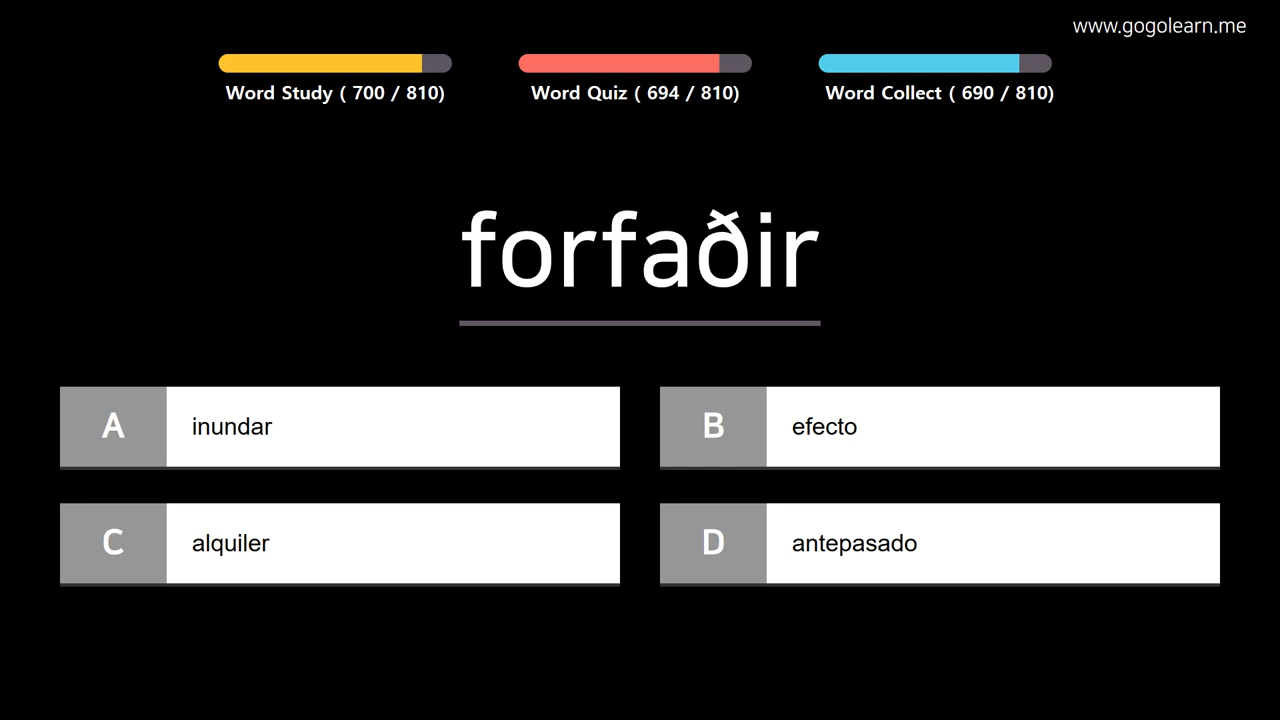 www.gogolearn.me
Word Study ( 700 / 810)
Word Quiz ( 694 / 810)
Word Collect ( 690 / 810)
forfaðir
A
inundar
B
efecto
C
alquiler
D
antepasado